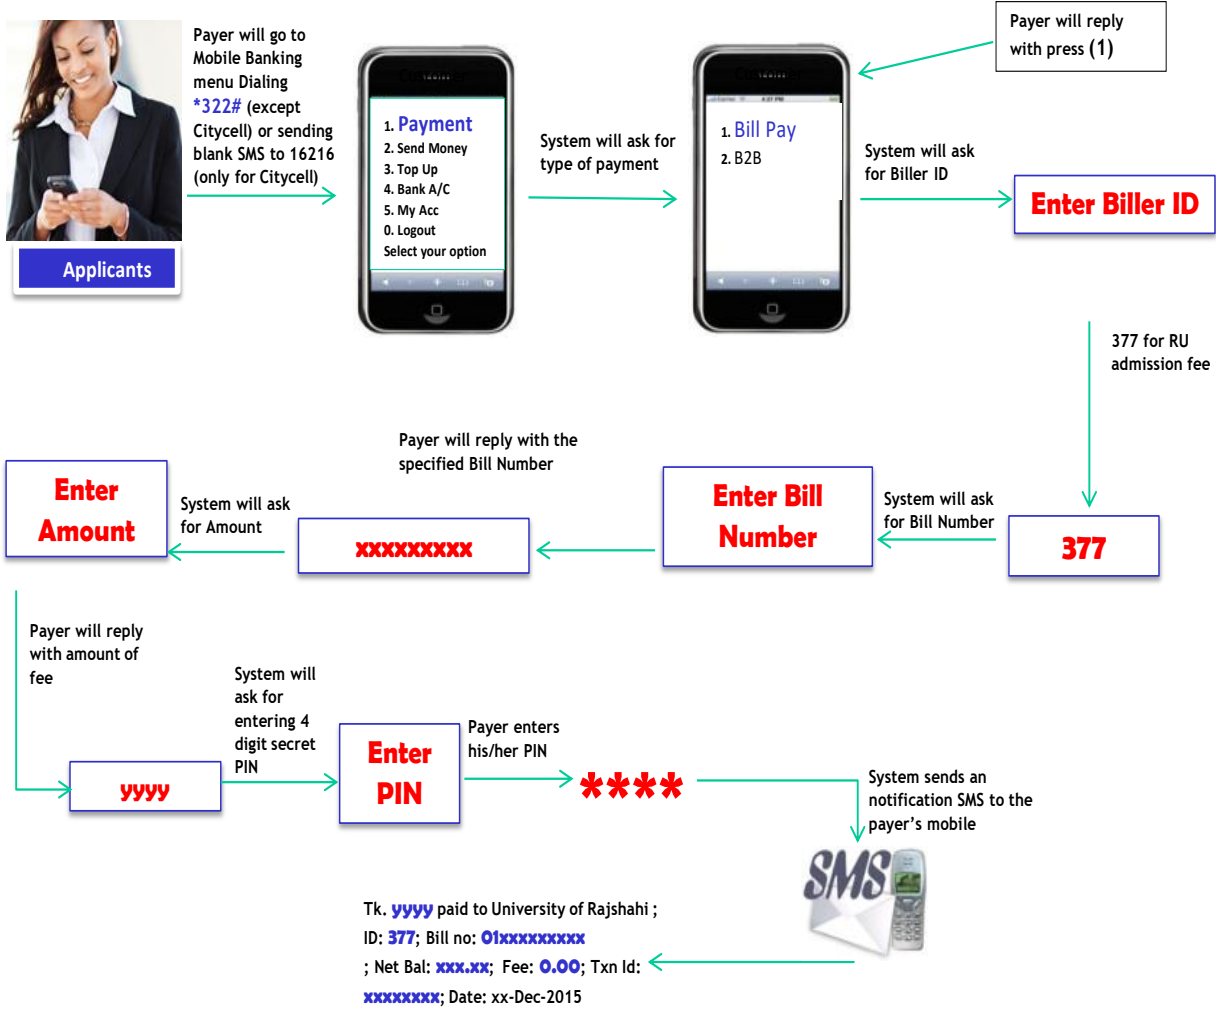 Payer will go to
Mobile Banking
menu Dialing
*322# (except
Citycell) or sending
blank SMS to 16216
(only for Citycell)
Applicants
Customer
1. Payment
2. Send Money
3. Top Up
4. Bank A/C
5. My Acc
0. Logout
Select your option
System will ask for
type of payment
Customer
4:21 PM
1. Bill Pay
2. B2B
Payer will reply
with press (1)
System will ask
for Biller ID
Enter Biller ID
377 for RU
admission fee
377
System will ask
for Bill Number
Enter Bill
Number
Payer will reply with the
specified Bill Number
xxxxxxxxx
System will ask
for Amount
Enter
Amount
Payer will reply
with amount of
fee
yyyy
System will
ask for
entering 4
digit secret
PIN
Enter
PIN
Payer enters
his/her PIN
****
System sends an
notification SMS to the
payer's mobile
SMS
Tk. yyyy paid to University of Rajshahi ;
ID: 377; Bill no: 01xxxxxxxxx
; Net Bal: xxx.xx; Fee: 0.00; Txn Id:
xxxxxxxx; Date: xx-Dec-2015